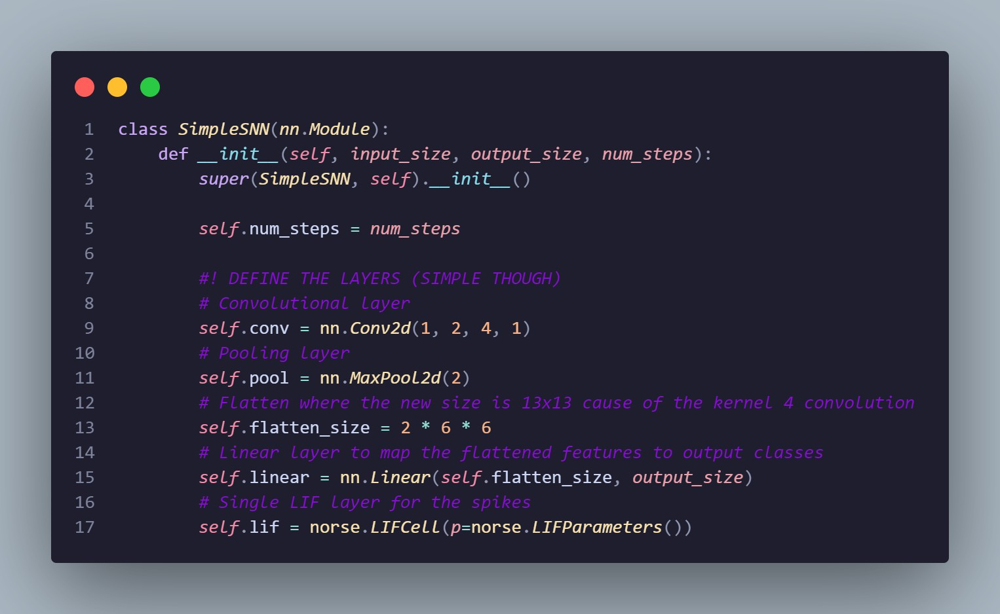 1 class SimpleSNN(nn.Module):
2     def __init__(self, input_size, output_size, num_steps):
3         super(SimpleSNN, self).__init__()
4
5         self.num_steps = num_steps
6
7         #! DEFINE THE LAYERS (SIMPLE THOUGH)
8         # Convolutional layer
9         self.conv = nn.Conv2d(1, 2, 4, 1)
10         # Pooling layer
11         self.pool = nn.MaxPool2d(2)
12         # Flatten where the new size is 13x13 cause of the kernel 4 convolution
13         self.flatten_size = 2 * 6 * 6
14         # Linear layer to map the flattened features to output classes
15         self.linear = nn.Linear(self.flatten_size, output_size)
16         # Single LIF layer for the spikes
17         self.lif = norse.LIFCell(p=norse.LIFParameters())